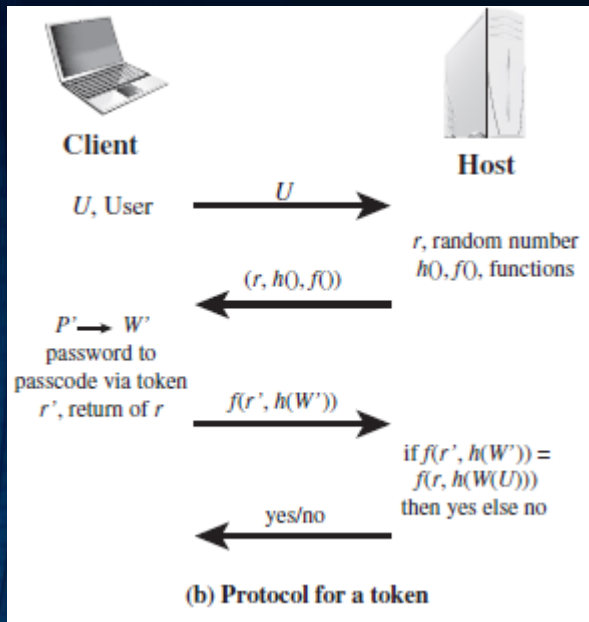 Client
Host
U, User
U
r, random number
h(), f(), functions
(r, h(), f())
P’ → W’
password to
passcode via token
r’, return of r
f(r’, h(W’))
if f(r’, h(W’)) =
f(r, h(W(U)))
then yes else no
yes/no
(b) Protocol for a token